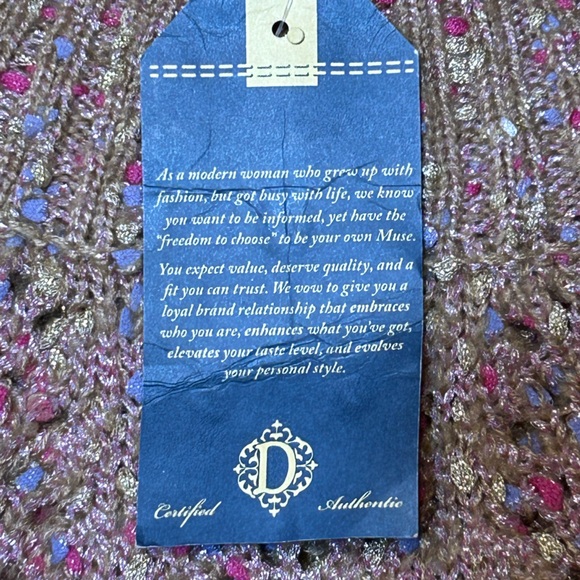 As a modern woman who grew up with
fashion, but got busy with life, we know
you want to be informed, yet have the
"freedom to choose" to be your own Muse.
You expect value, deserve quality, and a
fit you can trust. We vow to give you a
loyal brand relationship that embraces
who you are, enhances what you've got,
elevates your taste level, and evolves
your personal style.
D
Certified Authentic